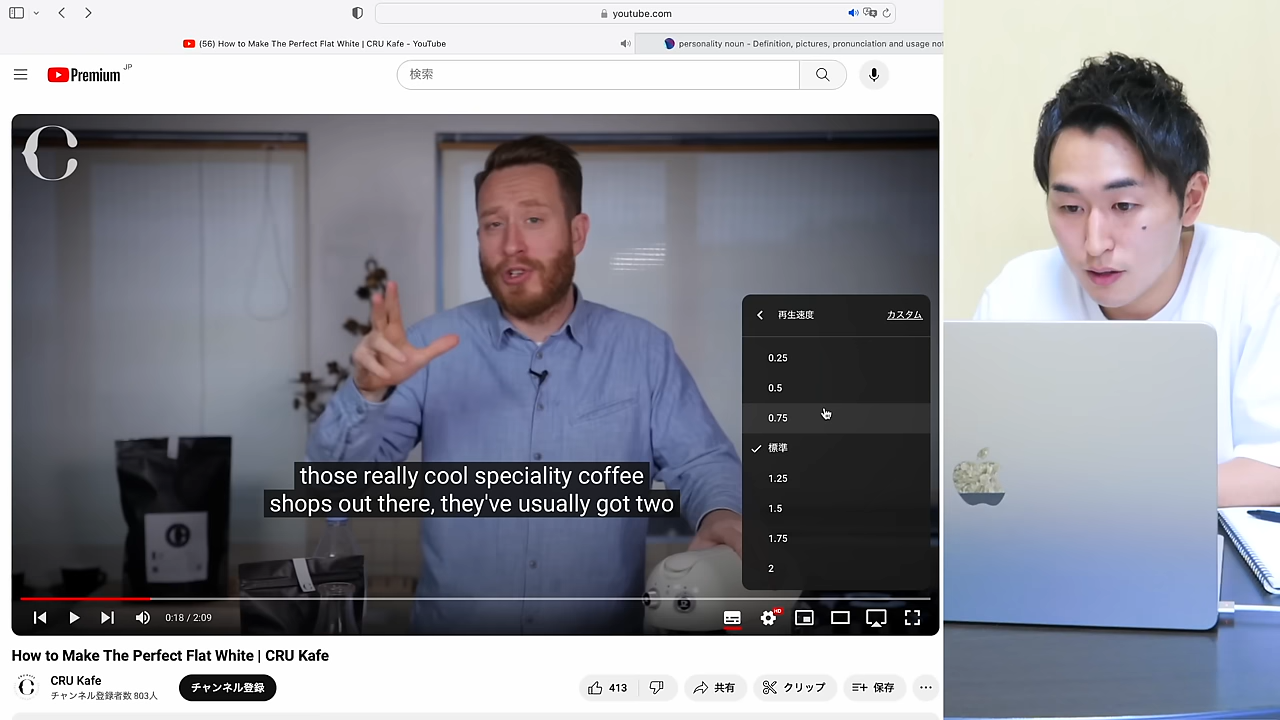 youtube.com
(56) How to Make The Perfect Flat White | CRU Kafe - YouTube
personality noun - Definition, pictures, pronunciation and usage not
Premium JP
検索
C
再生速度 カスタム
0.25
0.5
0.75
標準
1.25
1.5
1.75
2
those really cool speciality coffee
shops out there, they've usually got two
0:18 / 2:09
HD
How to Make The Perfect Flat White | CRU Kafe
CRU Kafe
チャンネル登録者数 803人
チャンネル登録
413
共有
クリップ
保存